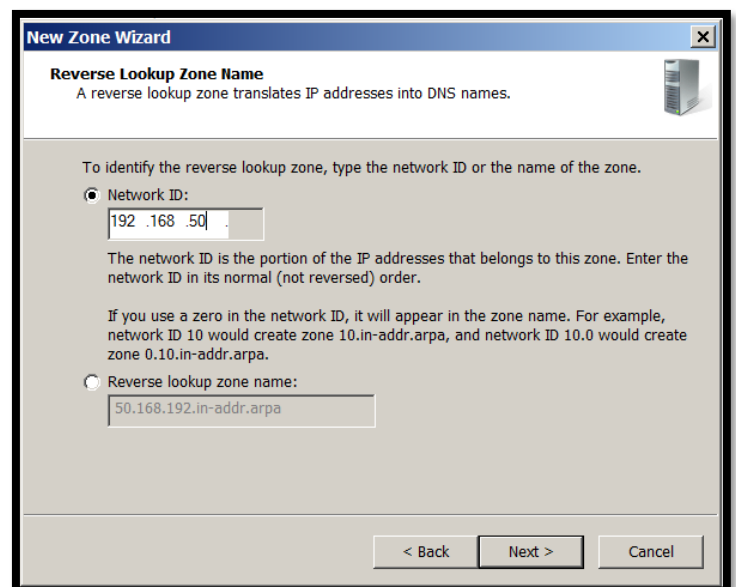 New Zone Wizard
Reverse Lookup Zone Name
A reverse lookup zone translates IP addresses into DNS names.
To identify the reverse lookup zone, type the network ID or the name of the zone.
Network ID:
192 .168 .50 .
The network ID is the portion of the IP addresses that belongs to this zone. Enter the
network ID in its normal (not reversed) order.
If you use a zero in the network ID, it will appear in the zone name. For example,
network ID 10 would create zone 10.in-addr.arpa, and network ID 10.0 would create
zone 0.10.in-addr.arpa.
Reverse lookup zone name:
50.168.192.in-addr.arpa
< Back Next > Cancel